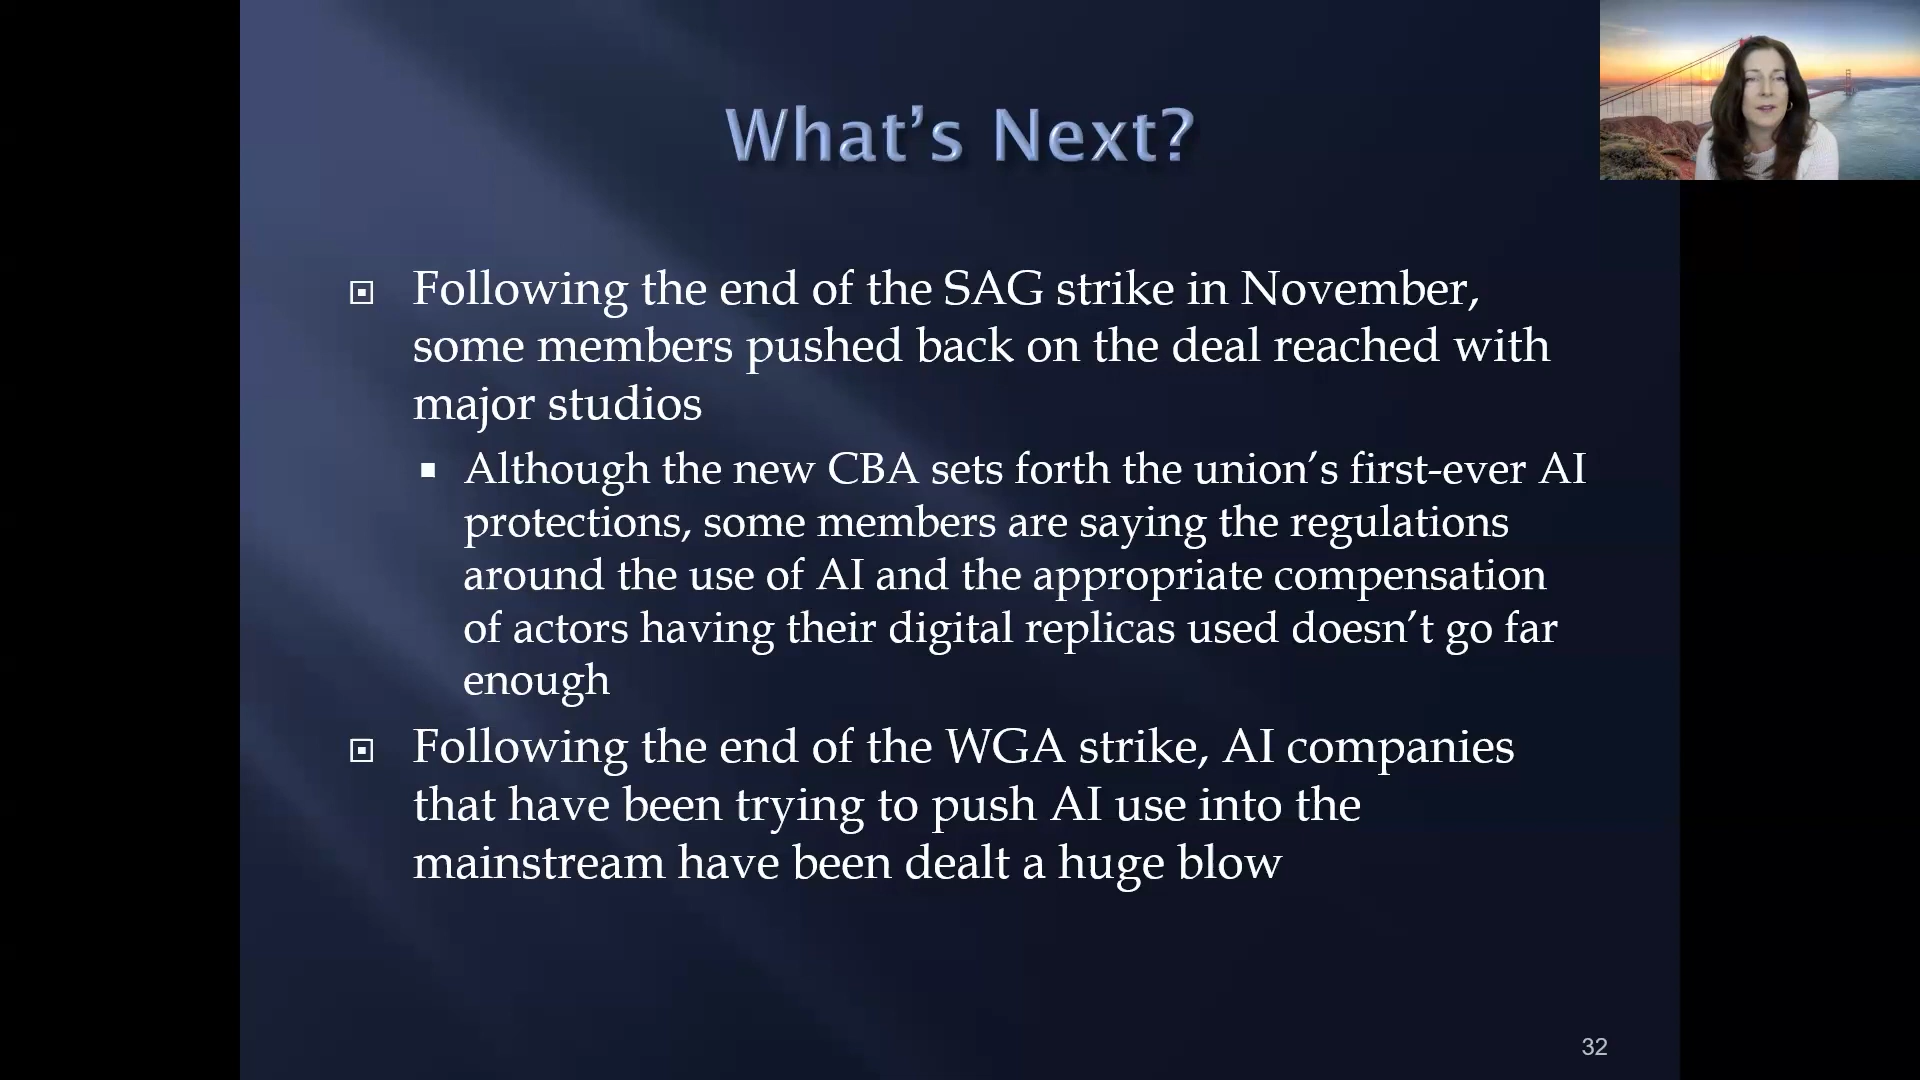 What’s Next?
Following the end of the SAG strike in November,
some members pushed back on the deal reached with
major studios
Although the new CBA sets forth the union’s first-ever AI
protections, some members are saying the regulations
around the use of AI and the appropriate compensation
of actors having their digital replicas used doesn’t go far
enough
Following the end of the WGA strike, AI companies
that have been trying to push AI use into the
mainstream have been dealt a huge blow
32